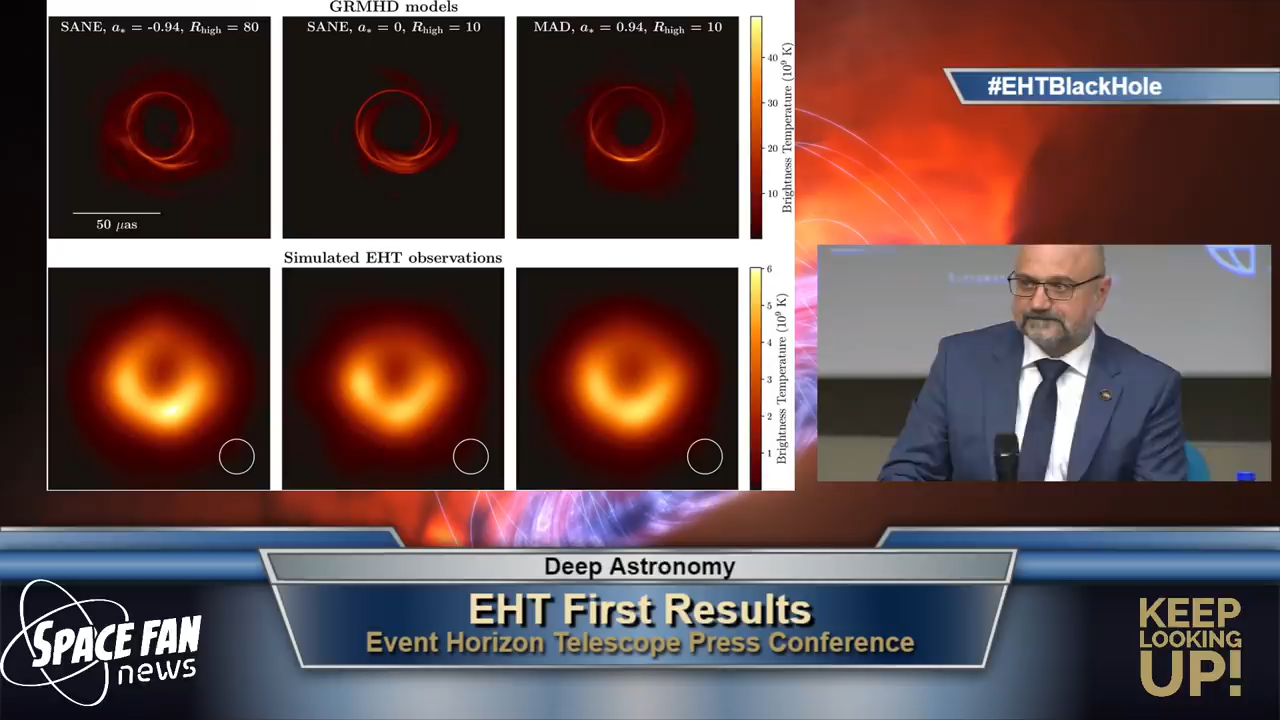 GRMHD models
SANE, a* = -0.94, Rhigh = 80
SANE, a* = 0, Rhigh = 10
MAD, a* = 0.94, Rhigh = 10
50 μas
40
30
20
10
Brightness Temperature (10⁹ K)
Simulated EHT observations
6
5
4
3
2
1
Brightness Temperature (10⁹ K)
#EHTBlackHole
Deep Astronomy
EHT First Results
Event Horizon Telescope Press Conference
SPACE FAN
news
KEEP
LOOKING
UP!